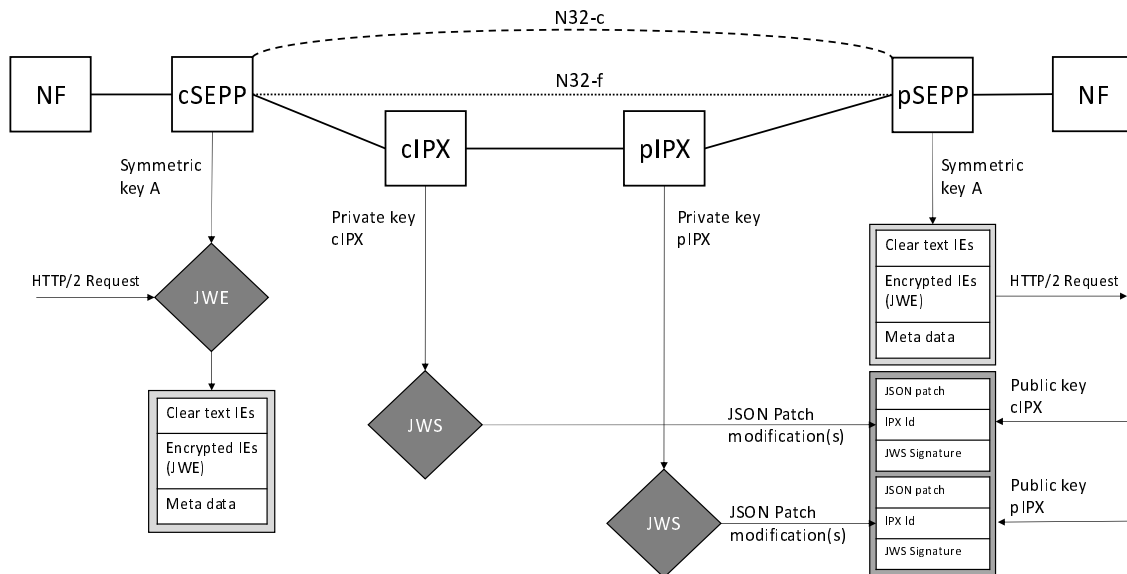 N32-c
N32-f
NF
cSEPP
pSEPP
NF
cIPX
pIPX
Symmetric
key A
Symmetric
key A
Private key
cIPX
Private key
pIPX
HTTP/2 Request
JWE
Clear text IEs
Encrypted IEs
(JWE)
Meta data
HTTP/2 Request
Clear text IEs
Encrypted IEs
(JWE)
Meta data
JWS
JSON Patch
modification(s)
JSON patch
IPX Id
JWS Signature
Public key
cIPX
JWS
JSON Patch
modification(s)
JSON patch
IPX Id
JWS Signature
Public key
pIPX